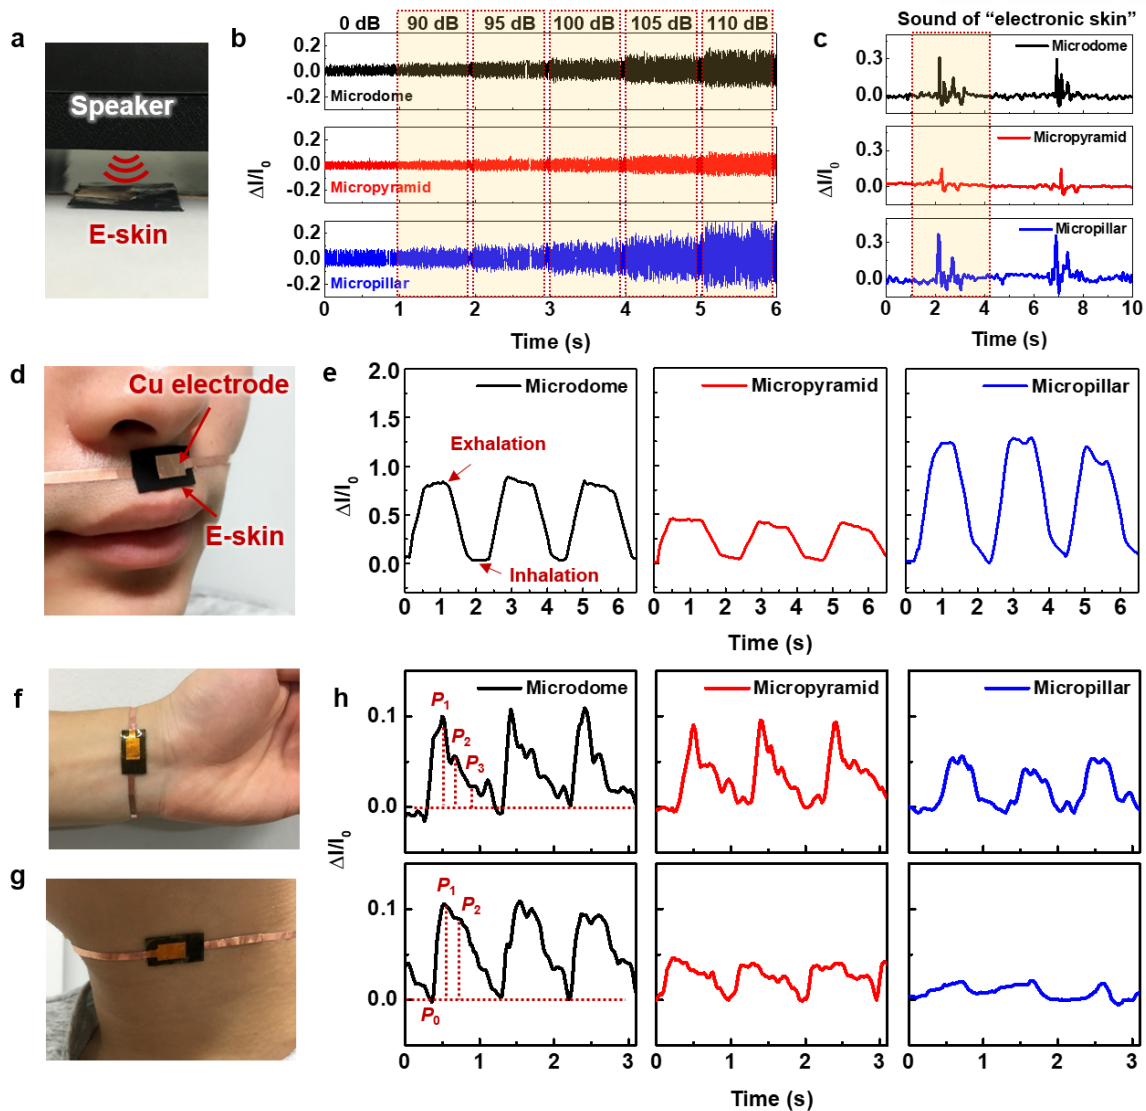 a
Speaker
E-skin
b
0 dB 90 dB 95 dB 100 dB 105 dB 110 dB
0.2
0.0
-0.2
Microdome
0.2
0.0
-0.2
Micropyramid
0.2
0.0
-0.2
Micropillar
ΔI/I0
0 1 2 3 4 5 6
Time (s)
Sound of “electronic skin”
c
0.3
0.0
Microdome
0.3
0.0
Micropyramid
0.3
0.0
Micropillar
ΔI/I0
0 2 4 6 8 10
Time (s)
d
Cu electrode
E-skin
e
2.0
1.5
1.0
0.5
0.0
ΔI/I0
Microdome
Exhalation
Inhalation
Micropyramid
Micropillar
0 1 2 3 4 5 6
0 1 2 3 4 5 6
0 1 2 3 4 5 6
Time (s)
f
g
h
Microdome
P1
P2
P3
Micropyramid
Micropillar
0.1
0.0
ΔI/I0
0.1
0.0
P1
P2
P0
0 1 2 3
0 1 2 3
0 1 2 3
Time (s)